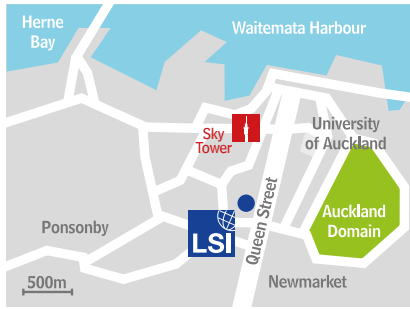 Herne
Bay
Waitemata Harbour
Sky
Tower
University
of Auckland
Queen Street
Auckland
Domain
Ponsonby
LSI
Newmarket
500m